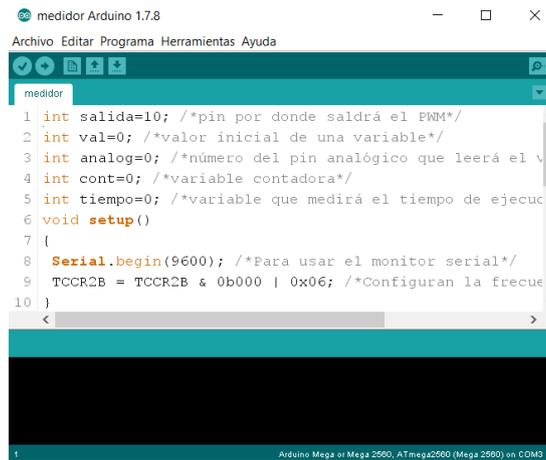 medidor Arduino 1.7.8
Archivo Editar Programa Herramientas Ayuda
medidor
1 int salida=10; /*pin por donde saldrá el PWM*/
2 int val=0; /*valor inicial de una variable*/
3 int analog=0; /*número del pin analógico que leerá el v
4 int cont=0; /*variable contadora*/
5 int tiempo=0; /*variable que medirá el tiempo de ejecuc
6 void setup()
7 {
8 Serial.begin(9600); /*Para usar el monitor serial*/
9 TCCR2B = TCCR2B & 0b000 | 0x06; /*Configuran la frecue
10 }
1 Arduino Mega or Mega 2560, ATmega2560 (Mega 2560) on COM3